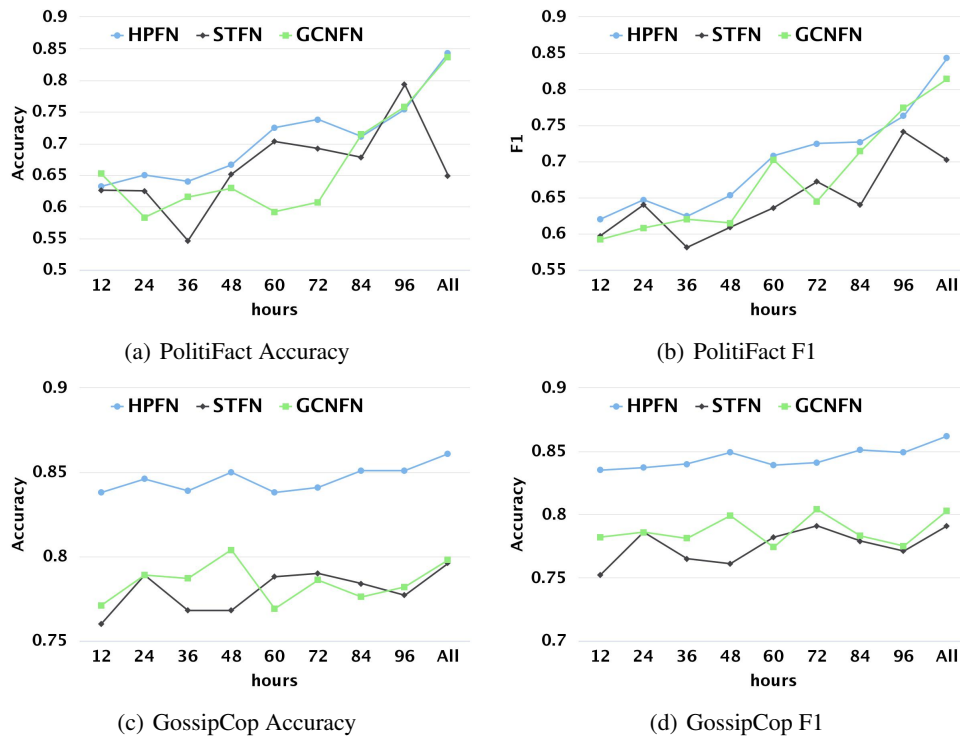 0.9
HPFN STFN GCNFN
0.85
0.8
0.75
0.7
0.65
0.6
0.55
0.5
Accuracy
12 24 36 48 60 72 84 96 All
hours
(a) PolitiFact Accuracy
0.9
HPFN STFN GCNFN
0.85
0.8
0.75
0.7
0.65
0.6
0.55
F1
12 24 36 48 60 72 84 96 All
hours
(b) PolitiFact F1
0.9
HPFN STFN GCNFN
0.85
0.8
0.75
Accuracy
12 24 36 48 60 72 84 96 All
hours
(c) GossipCop Accuracy
0.9
HPFN STFN GCNFN
0.85
0.8
0.75
0.7
Accuracy
12 24 36 48 60 72 84 96 All
hours
(d) GossipCop F1